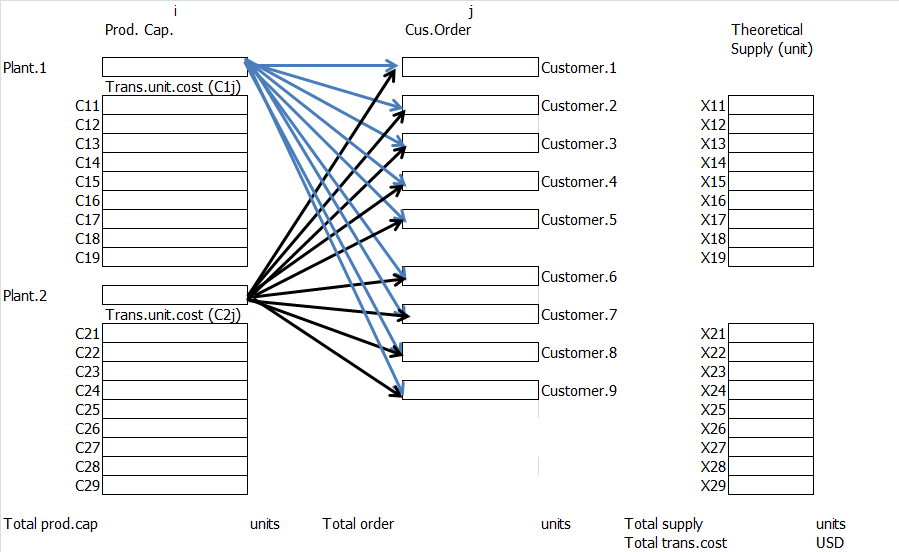 i j
Prod. Cap. Cus.Order Theoretical
Supply (unit)
Plant.1 Customer.1
Trans.unit.cost (C1j)
C11 Customer.2 X11
C12 X12
C13 Customer.3 X13
C14 X14
C15 Customer.4 X15
C16 X16
C17 Customer.5 X17
C18 X18
C19 X19
Customer.6
Plant.2
Trans.unit.cost (C2j) Customer.7
C21 X21
C22 Customer.8 X22
C23 X23
C24 Customer.9 X24
C25 X25
C26 X26
C27 X27
C28 X28
C29 X29
Total prod.cap units Total order units Total supply units
Total trans.cost USD